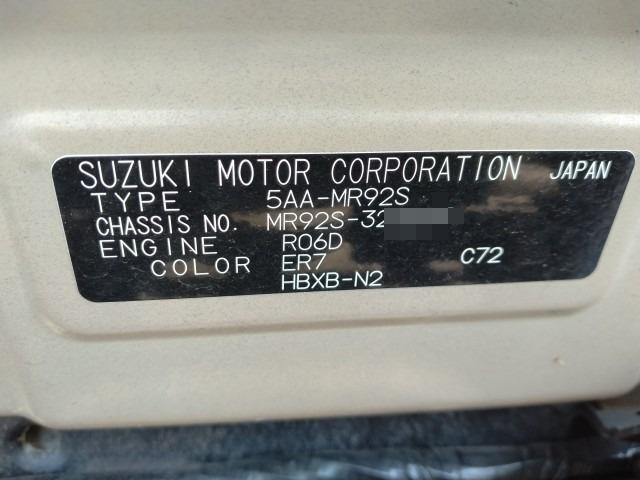 SUZUKI MOTOR CORPORATION JAPAN
TYPE 5AA-MR92S
CHASSIS NO. MR92S-32
ENGINE R06D
COLOR ER7 C72
HBXB-N2